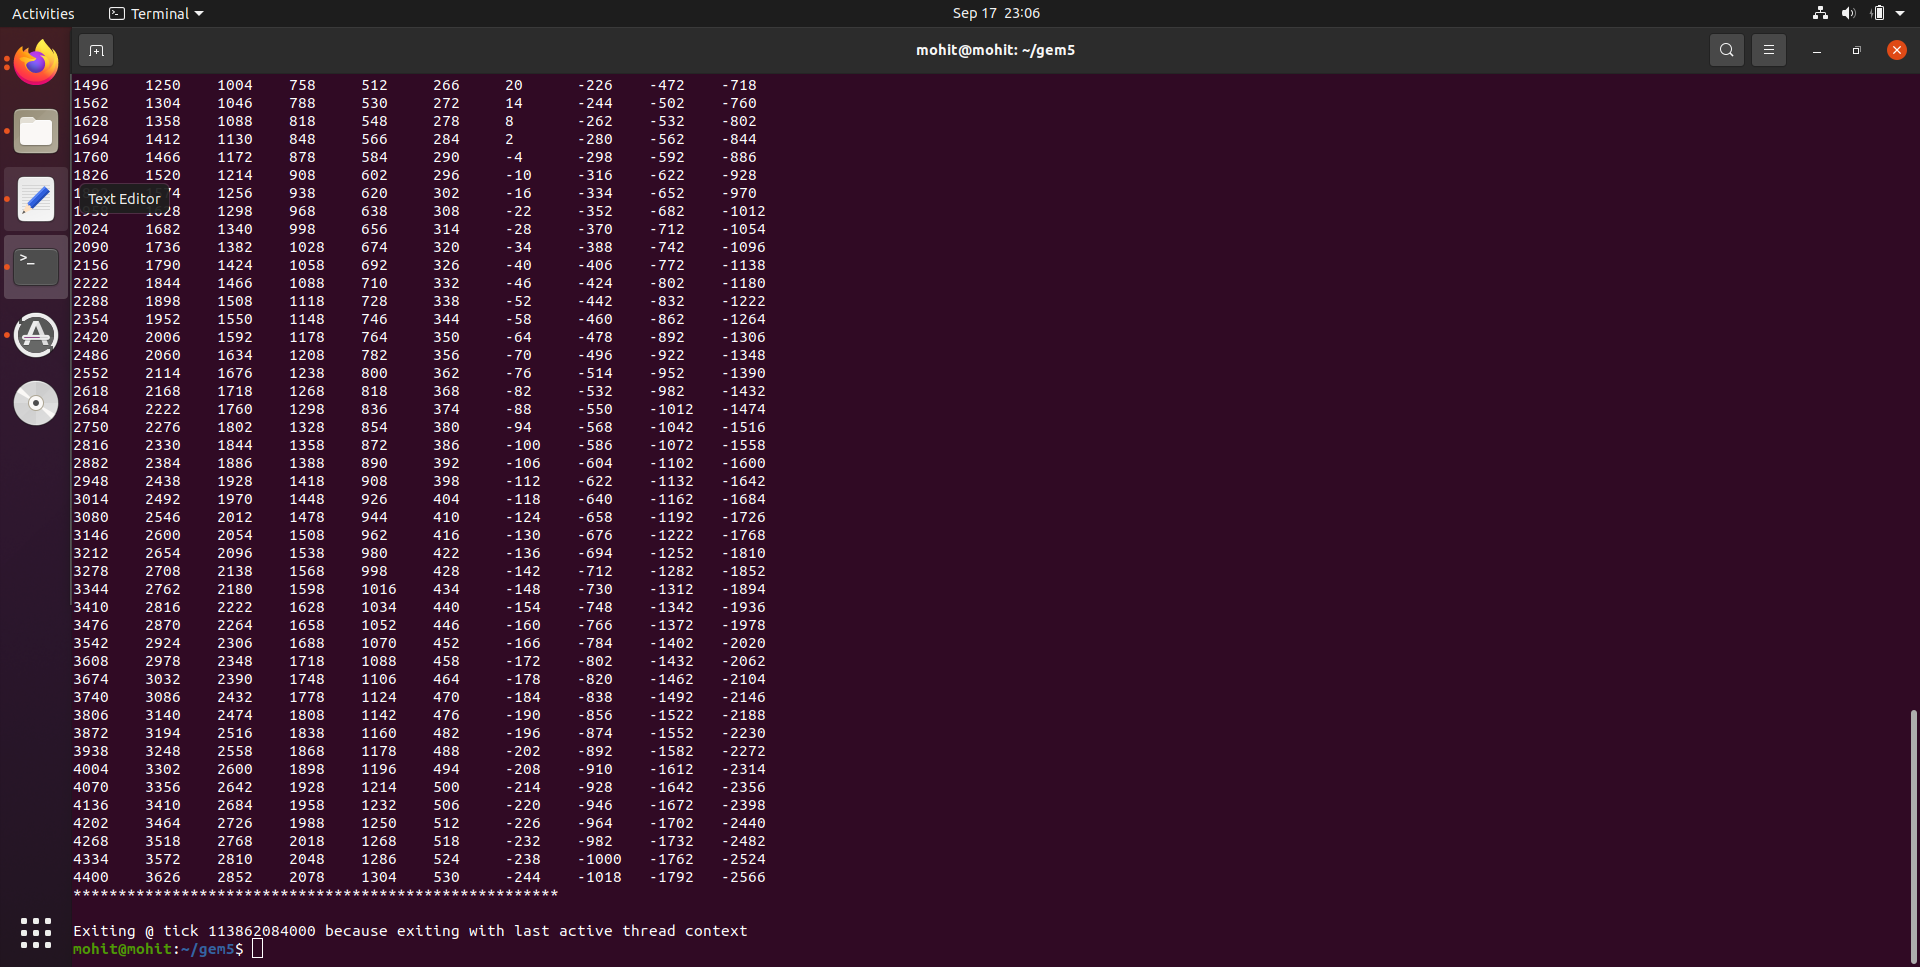 Activities Terminal Sep 17 23:06
mohit@mohit: ~/gem5
1496 1250 1004 758 512 266 20 -226 -472 -718
1562 1304 1046 788 530 272 14 -244 -502 -760
1628 1358 1088 818 548 278 8 -262 -532 -802
1694 1412 1130 848 566 284 2 -280 -562 -844
1760 1466 1172 878 584 290 -4 -298 -592 -886
1826 1520 1214 908 602 296 -10 -316 -622 -928
1256 938 620 302 -16 -334 -652 -970
Text Editor
1298 968 638 308 -22 -352 -682 -1012
2024 1682 1340 998 656 314 -28 -370 -712 -1054
2090 1736 1382 1028 674 320 -34 -388 -742 -1096
2156 1790 1424 1058 692 326 -40 -406 -772 -1138
2222 1844 1466 1088 710 332 -46 -424 -802 -1180
2288 1898 1508 1118 728 338 -52 -442 -832 -1222
2354 1952 1550 1148 746 344 -58 -460 -862 -1264
2420 2006 1592 1178 764 350 -64 -478 -892 -1306
2486 2060 1634 1208 782 356 -70 -496 -922 -1348
2552 2114 1676 1238 800 362 -76 -514 -952 -1390
2618 2168 1718 1268 818 368 -82 -532 -982 -1432
2684 2222 1760 1298 836 374 -88 -550 -1012 -1474
2750 2276 1802 1328 854 380 -94 -568 -1042 -1516
2816 2330 1844 1358 872 386 -100 -586 -1072 -1558
2882 2384 1886 1388 890 392 -106 -604 -1102 -1600
2948 2438 1928 1418 908 398 -112 -622 -1132 -1642
3014 2492 1970 1448 926 404 -118 -640 -1162 -1684
3080 2546 2012 1478 944 410 -124 -658 -1192 -1726
3146 2600 2054 1508 962 416 -130 -676 -1222 -1768
3212 2654 2096 1538 980 422 -136 -694 -1252 -1810
3278 2708 2138 1568 998 428 -142 -712 -1282 -1852
3344 2762 2180 1598 1016 434 -148 -730 -1312 -1894
3410 2816 2222 1628 1034 440 -154 -748 -1342 -1936
3476 2870 2264 1658 1052 446 -160 -766 -1372 -1978
3542 2924 2306 1688 1070 452 -166 -784 -1402 -2020
3608 2978 2348 1718 1088 458 -172 -802 -1432 -2062
3674 3032 2390 1748 1106 464 -178 -820 -1462 -2104
3740 3086 2432 1778 1124 470 -184 -838 -1492 -2146
3806 3140 2474 1808 1142 476 -190 -856 -1522 -2188
3872 3194 2516 1838 1160 482 -196 -874 -1552 -2230
3938 3248 2558 1868 1178 488 -202 -892 -1582 -2272
4004 3302 2600 1898 1196 494 -208 -910 -1612 -2314
4070 3356 2642 1928 1214 500 -214 -928 -1642 -2356
4136 3410 2684 1958 1232 506 -220 -946 -1672 -2398
4202 3464 2726 1988 1250 512 -226 -964 -1702 -2440
4268 3518 2768 2018 1268 518 -232 -982 -1732 -2482
4334 3572 2810 2048 1286 524 -238 -1000 -1762 -2524
4400 3626 2852 2078 1304 530 -244 -1018 -1792 -2566
******************************************************
Exiting @ tick 113862084000 because exiting with last active thread context
mohit@mohit:~/gem5$